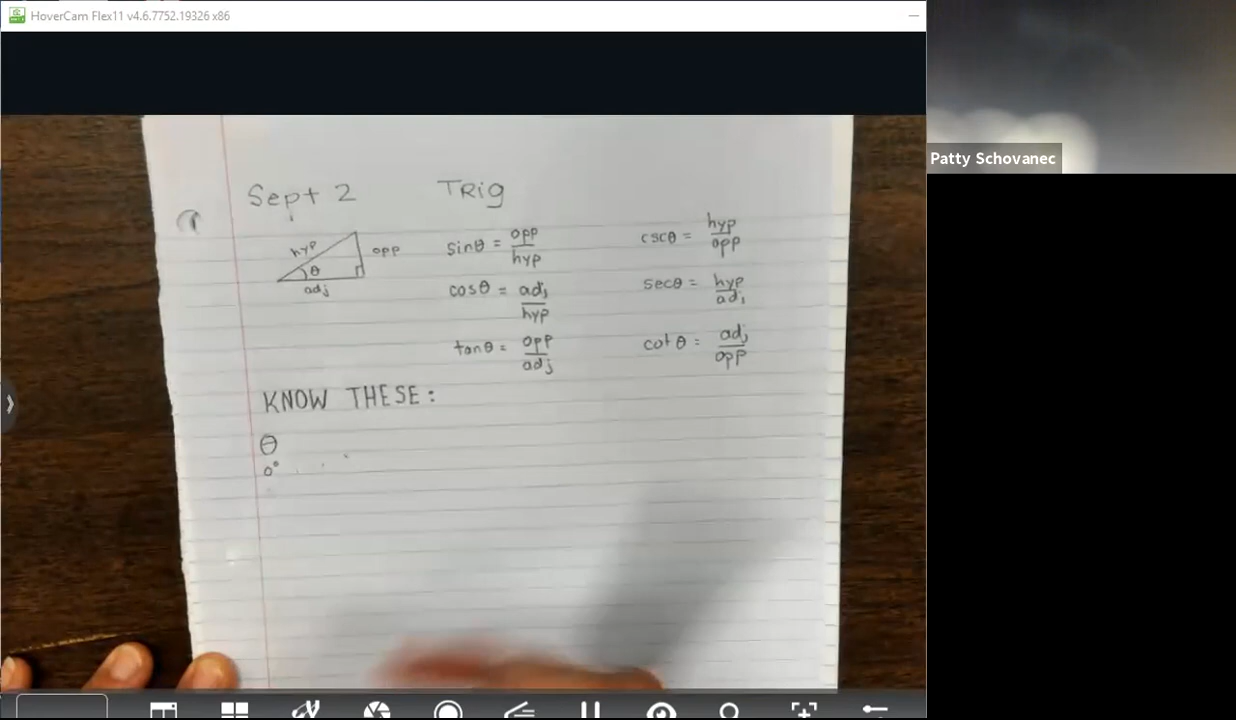 HoverCam Flex11 v4.6.7752.19326 x86
Patty Schovanec
Sept 2 Trig
hyp opp θ adj
sinθ = opp/hyp cscθ = hyp/opp
cosθ = adj/hyp secθ = hyp/adj
tanθ = opp/adj cotθ = adj/opp
KNOW THESE:
θ
0°